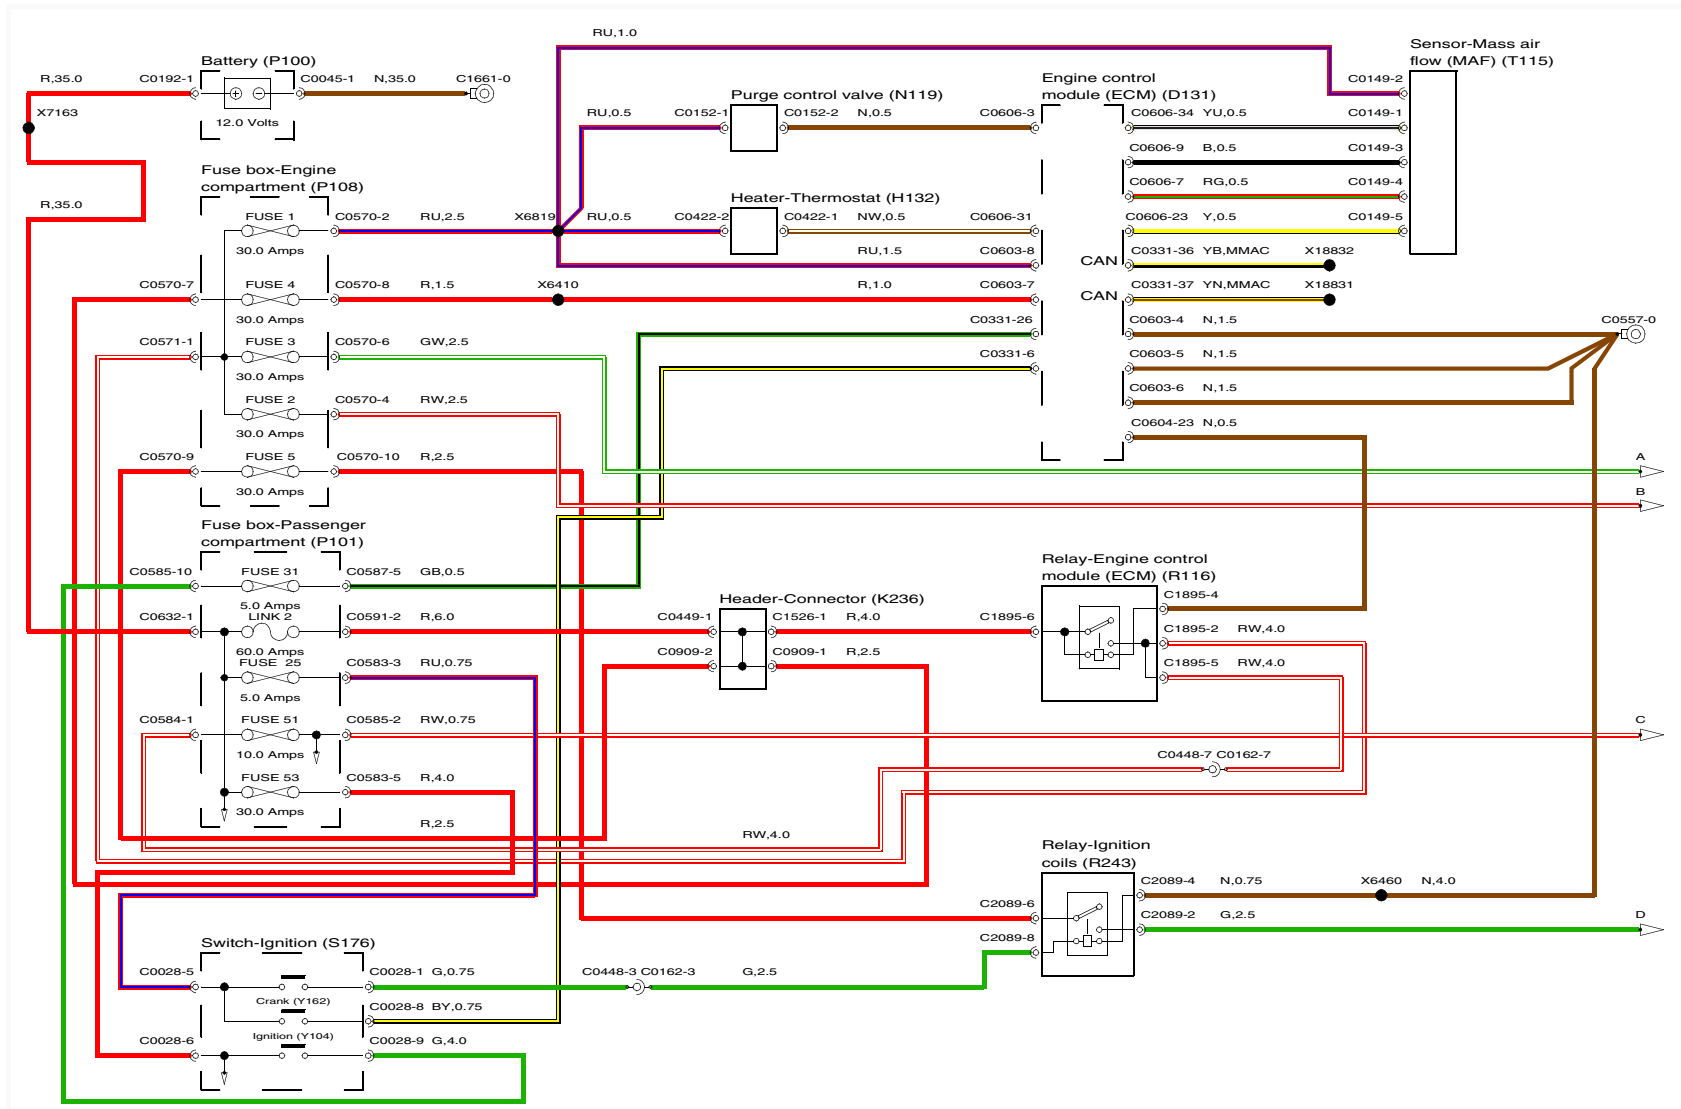 RU,1.0
Battery (P100)
R,35.0
C0192-1
C0045-1
N,35.0
C1661-0
X7163
12.0 Volts
Sensor-Mass air
flow (MAF) (T115)
Engine control
module (ECM) (D131)
C0149-2
Purge control valve (N119)
RU,0.5
C0152-1
C0152-2
N,0.5
C0606-3
C0606-34
YU,0.5
C0149-1
C0606-9
B,0.5
C0149-3
C0606-7
RG,0.5
C0149-4
Fuse box-Engine
compartment (P108)
R,35.0
FUSE 1
C0570-2
RU,2.5
X6819
30.0 Amps
Heater-Thermostat (H132)
RU,0.5
C0422-2
C0422-1
NW,0.5
C0606-31
C0606-23
Y,0.5
C0149-5
RU,1.5
C0603-8
CAN
C0331-36
YB,MMAC
X18832
C0570-7
FUSE 4
C0570-8
R,1.5
X6410
R,1.0
C0603-7
CAN
C0331-37
YN,MMAC
X18831
30.0 Amps
C0331-26
C0603-4
N,1.5
C0557-0
C0571-1
FUSE 3
C0570-6
GW,2.5
C0331-6
C0603-5
N,1.5
30.0 Amps
C0603-6
N,1.5
FUSE 2
C0570-4
RW,2.5
30.0 Amps
C0604-23
N,0.5
C0570-9
FUSE 5
C0570-10
R,2.5
A
30.0 Amps
B
Fuse box-Passenger
compartment (P101)
C0585-10
FUSE 31
C0587-5
GB,0.5
5.0 Amps
Relay-Engine control
module (ECM) (R116)
C1895-4
Header-Connector (K236)
C0632-1
LINK 2
C0591-2
R,6.0
C0449-1
C1526-1
R,4.0
C1895-6
C1895-2
RW,4.0
60.0 Amps
C0909-2
C0909-1
R,2.5
C1895-5
RW,4.0
FUSE 25
C0583-3
RU,0.75
5.0 Amps
C0584-1
FUSE 51
C0585-2
RW,0.75
C
10.0 Amps
C0448-7
C0162-7
FUSE 53
C0583-5
R,4.0
30.0 Amps
R,2.5
RW,4.0
Relay-Ignition
coils (R243)
C2089-4
N,0.75
X6460
N,4.0
C2089-6
C2089-2
G,2.5
D
C2089-8
Switch-Ignition (S176)
C0028-5
C0028-1
G,0.75
C0448-3
C0162-3
G,2.5
Crank (Y162)
C0028-8
BY,0.75
Ignition (Y104)
C0028-6
C0028-9
G,4.0